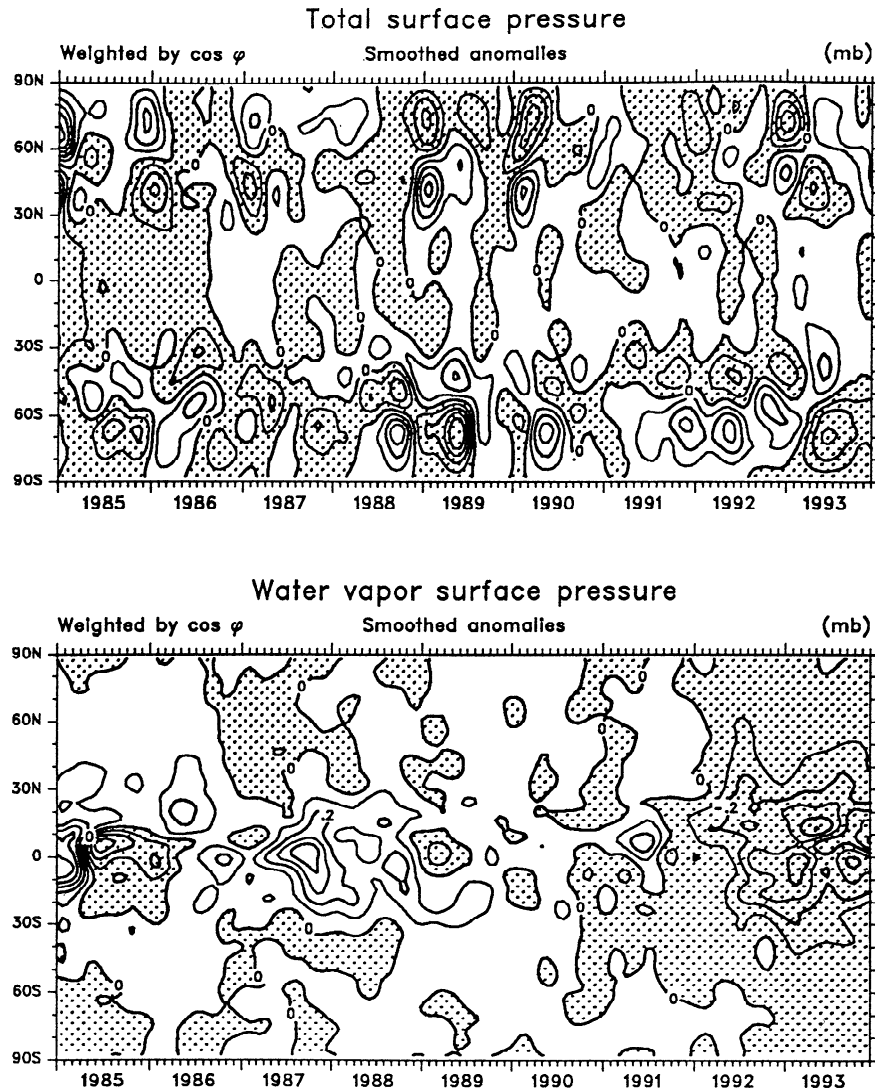 Total surface pressure
Weighted by cos φ Smoothed anomalies (mb)
90N
60N
30N
0
30S
60S
90S
1985 1986 1987 1988 1989 1990 1991 1992 1993
Water vapor surface pressure
Weighted by cos φ Smoothed anomalies (mb)
90N
60N
30N
0
30S
60S
90S
1985 1986 1987 1988 1989 1990 1991 1992 1993